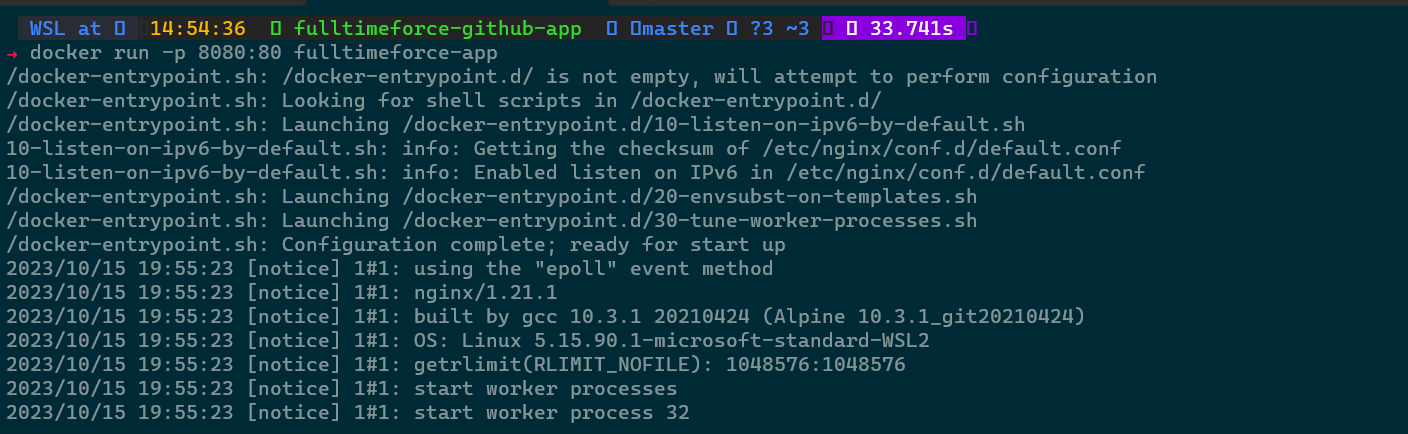 WSL at 14:54:36 fulltimeforce-github-app master ?3 ~3 33.741s
→ docker run -p 8080:80 fulltimeforce-app
/docker-entrypoint.sh: /docker-entrypoint.d/ is not empty, will attempt to perform configuration
/docker-entrypoint.sh: Looking for shell scripts in /docker-entrypoint.d/
/docker-entrypoint.sh: Launching /docker-entrypoint.d/10-listen-on-ipv6-by-default.sh
10-listen-on-ipv6-by-default.sh: info: Getting the checksum of /etc/nginx/conf.d/default.conf
10-listen-on-ipv6-by-default.sh: info: Enabled listen on IPv6 in /etc/nginx/conf.d/default.conf
/docker-entrypoint.sh: Launching /docker-entrypoint.d/20-envsubst-on-templates.sh
/docker-entrypoint.sh: Launching /docker-entrypoint.d/30-tune-worker-processes.sh
/docker-entrypoint.sh: Configuration complete; ready for start up
2023/10/15 19:55:23 [notice] 1#1: using the "epoll" event method
2023/10/15 19:55:23 [notice] 1#1: nginx/1.21.1
2023/10/15 19:55:23 [notice] 1#1: built by gcc 10.3.1 20210424 (Alpine 10.3.1_git20210424)
2023/10/15 19:55:23 [notice] 1#1: OS: Linux 5.15.90.1-microsoft-standard-WSL2
2023/10/15 19:55:23 [notice] 1#1: getrlimit(RLIMIT_NOFILE): 1048576:1048576
2023/10/15 19:55:23 [notice] 1#1: start worker processes
2023/10/15 19:55:23 [notice] 1#1: start worker process 32